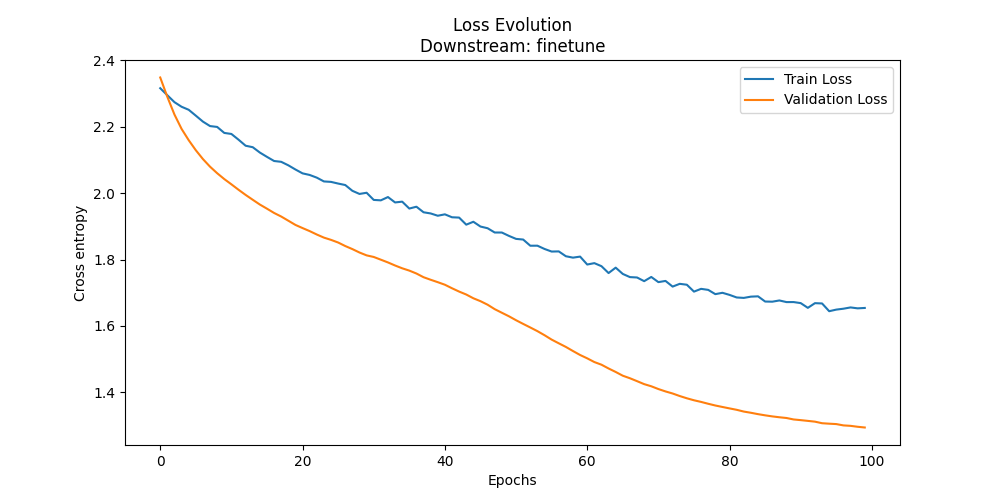 Loss Evolution
Downstream: finetune
Train Loss
Validation Loss
Cross entropy
2.4
2.2
2.0
1.8
1.6
1.4
0 20 40 60 80 100
Epochs